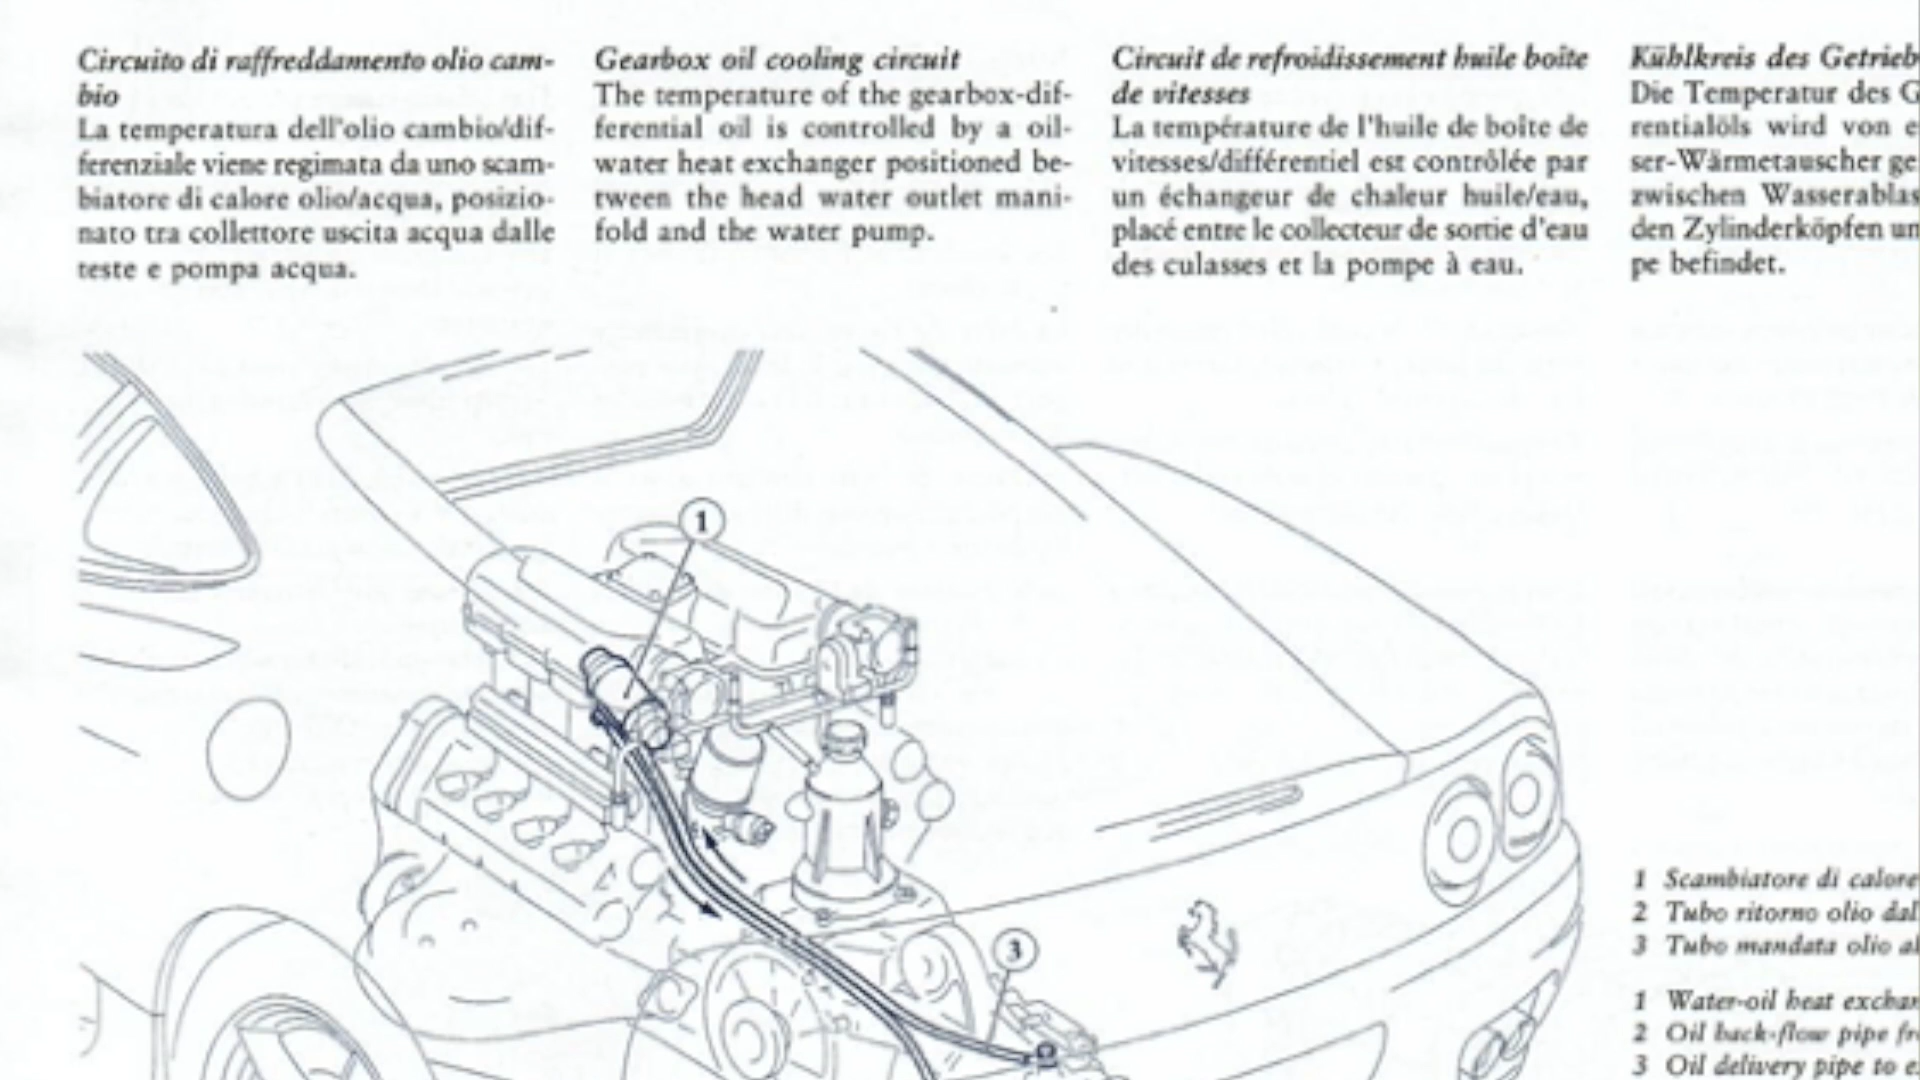 Circuito di raffreddamento olio cam-
bio
La temperatura dell'olio cambio/dif-
ferenziale viene regimata da uno scam-
biatore di calore olio/acqua, posizio-
nato tra collettore uscita acqua dalle
teste e pompa acqua.
Gearbox oil cooling circuit
The temperature of the gearbox-dif-
ferential oil is controlled by a oil-
water heat exchanger positioned be-
tween the head water outlet mani-
fold and the water pump.
Circuit de refroidissement huile boîte
de vitesses
La température de l'huile de boîte de
vitesses/différentiel est contrôlée par
un échangeur de chaleur huile/eau,
placé entre le collecteur de sortie d'eau
des culasses et la pompe à eau.
Kühlkreis des Getrieb
Die Temperatur des G
rentialöls wird von e
ser-Wärmetauscher ge
zwischen Wasserablas
den Zylinderköpfen un
pe befindet.
1
3
1 Scambiatore di calore
2 Tubo ritorno olio dal
3 Tubo mandata olio al
1 Water-oil heat exchan
2 Oil back-flow pipe fr
3 Oil delivery pipe to e